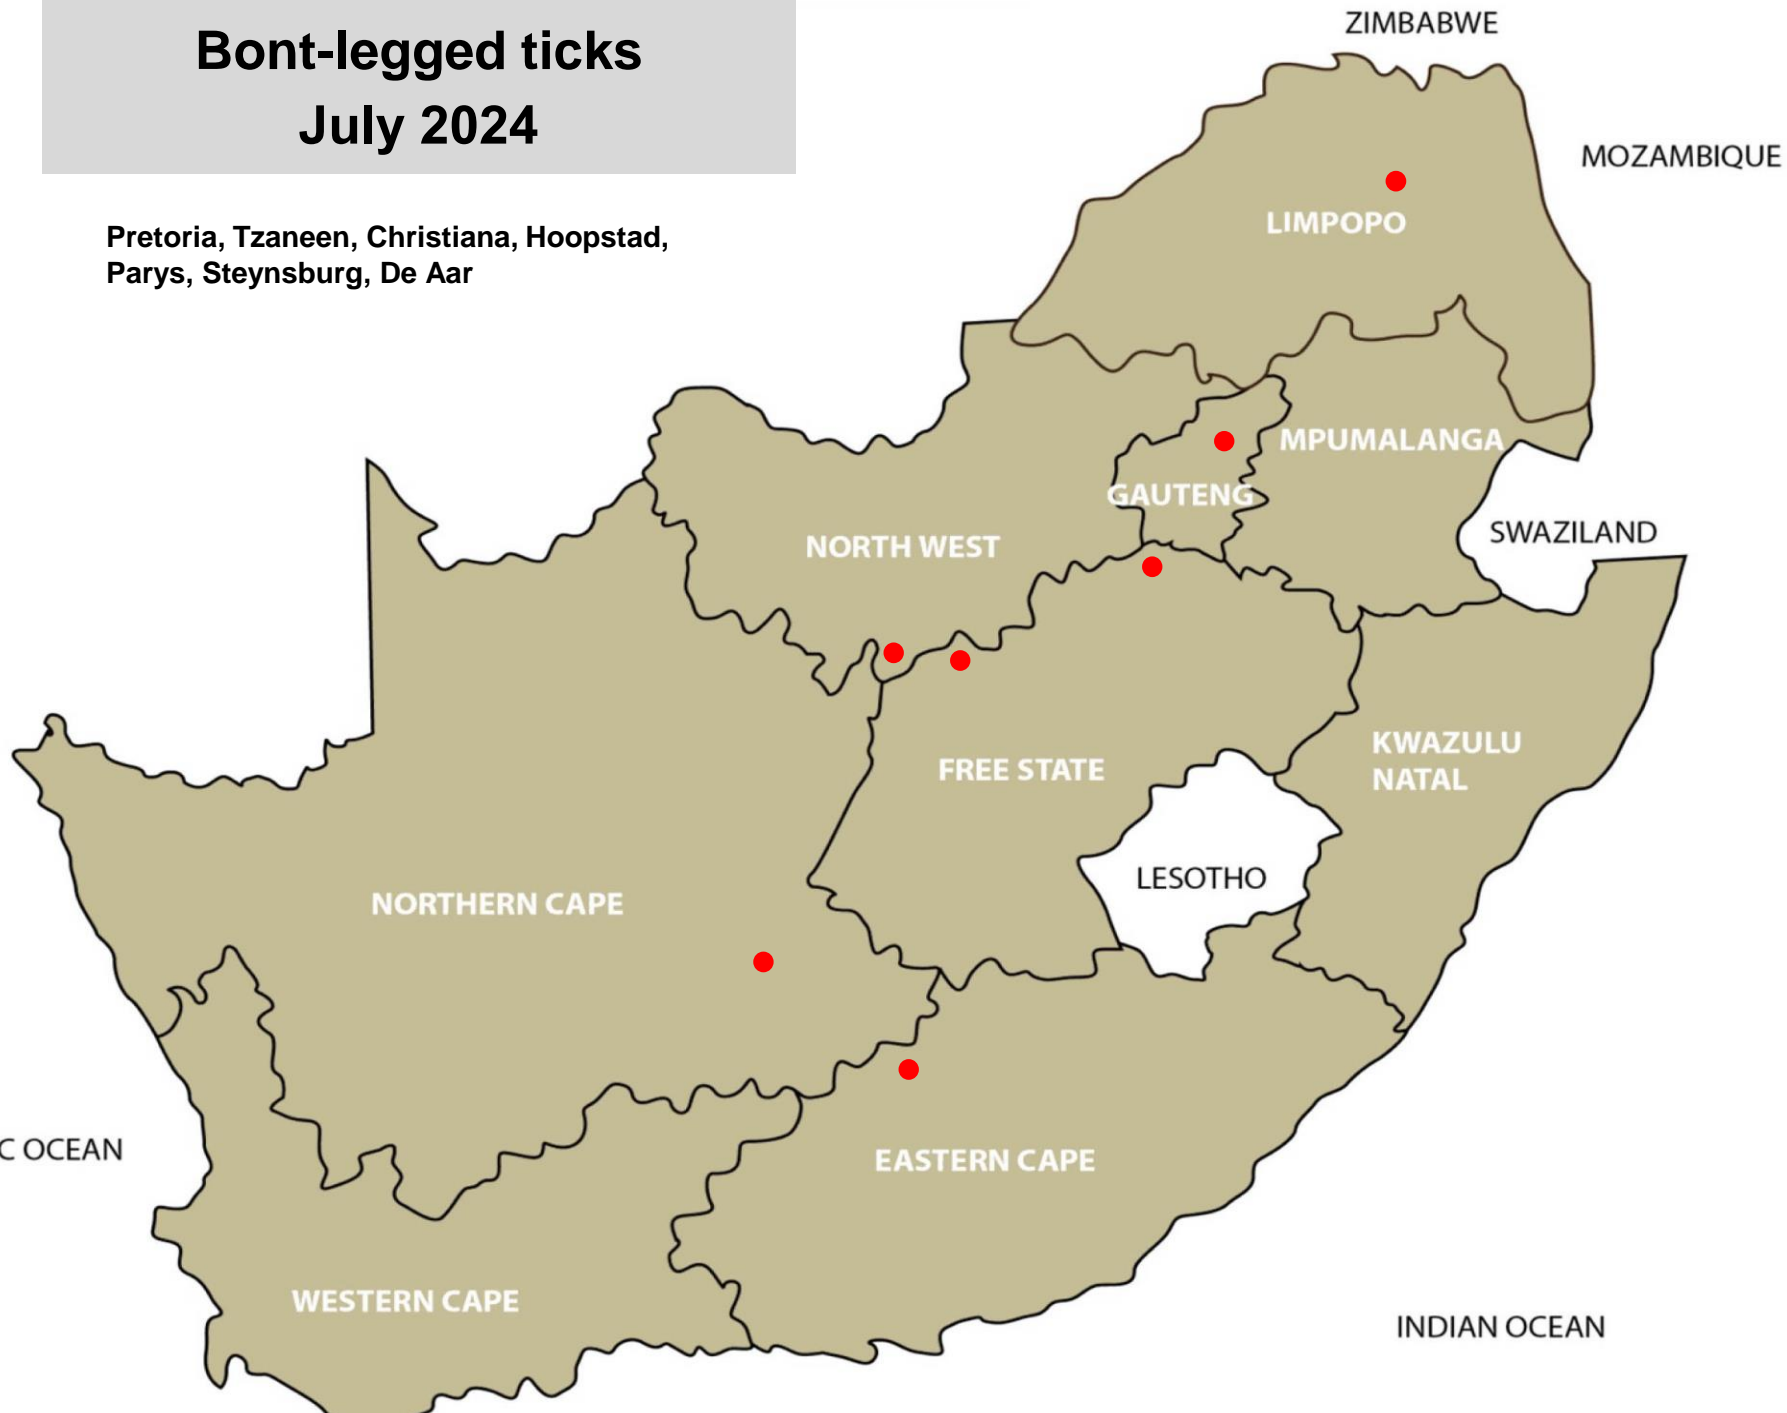 Bont-legged ticks
July 2024
Pretoria, Tzaneen, Christiana, Hoopstad,
Parys, Steynsburg, De Aar
ZIMBABWE
MOZAMBIQUE
LIMPOPO
MPUMALANGA
GAUTENG
SWAZILAND
NORTH WEST
KWAZULU
NATAL
FREE STATE
LESOTHO
NORTHERN CAPE
C OCEAN
EASTERN CAPE
WESTERN CAPE
INDIAN OCEAN